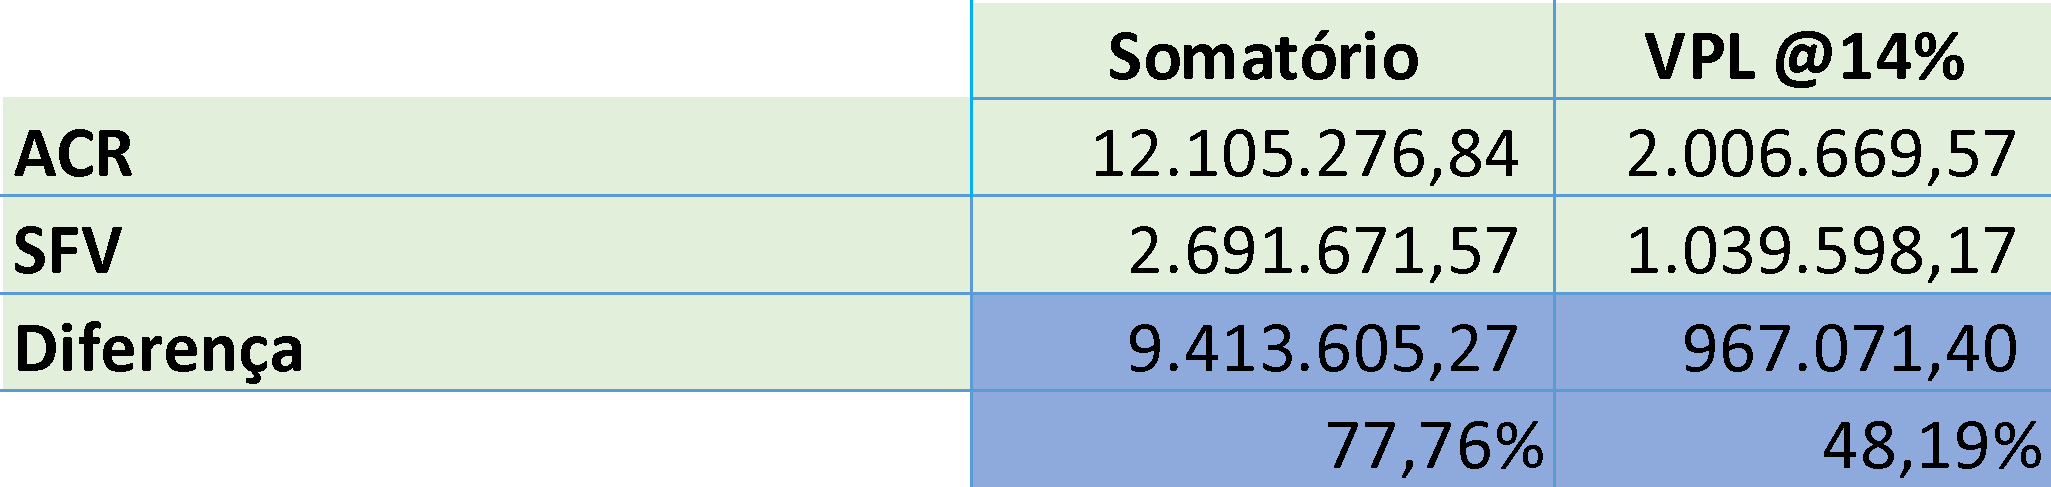 Somatório VPL @14%
ACR 12.105.276,84 2.006.669,57
SFV 2.691.671,57 1.039.598,17
Diferença 9.413.605,27 967.071,40
77,76% 48,19%